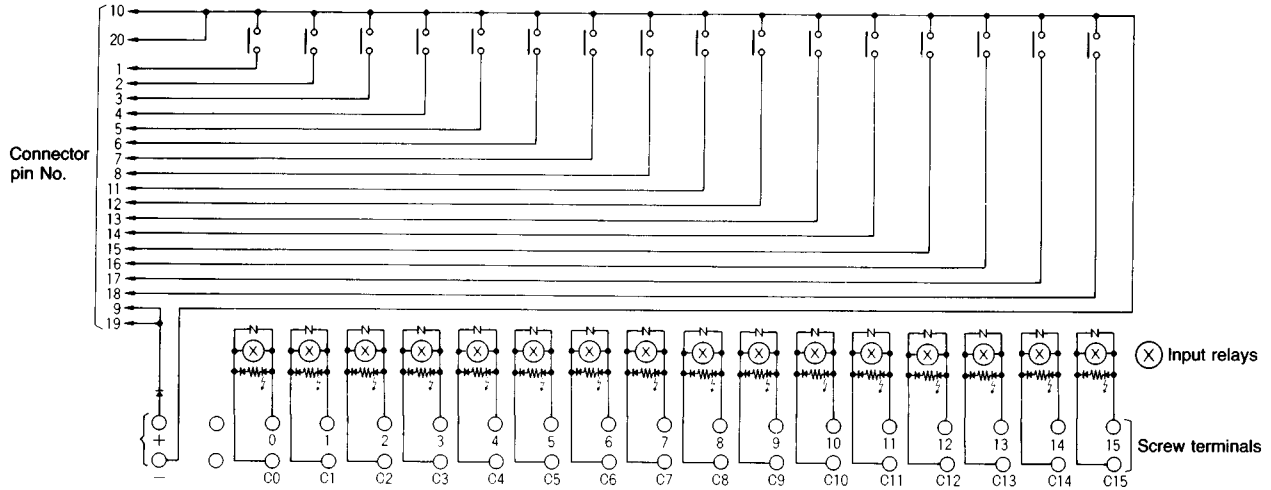 10
20
1
2
3
4
5
6
Connector
pin No.
7
8
11
12
13
14
15
16
17
18
9
19
N N N N N N N N N N N N N N N N
X X X X X X X X X X X X X X X X X Input relays
+ 0 1 2 3 4 5 6 7 8 9 10 11 12 13 14 15
Screw terminals
− C0 C1 C2 C3 C4 C5 C6 C7 C8 C9 C10 C11 C12 C13 C14 C15